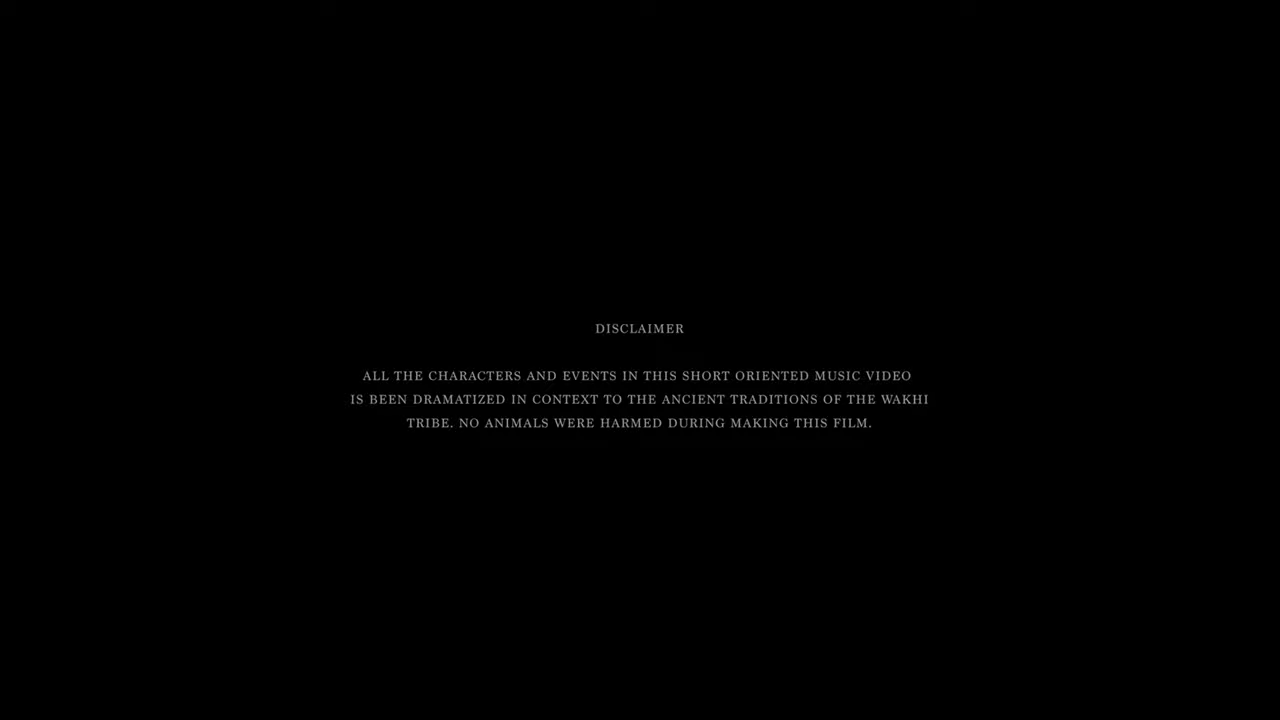 DISCLAIMER
ALL THE CHARACTERS AND EVENTS IN THIS SHORT ORIENTED MUSIC VIDEO
IS BEEN DRAMATIZED IN CONTEXT TO THE ANCIENT TRADITIONS OF THE WAKHI
TRIBE. NO ANIMALS WERE HARMED DURING MAKING THIS FILM.